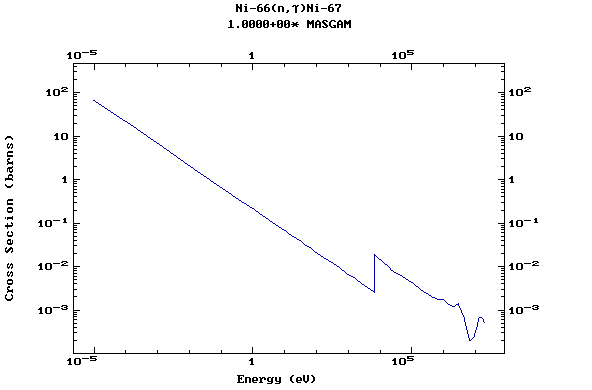 Ni-66(n,γ)Ni-67
1.0000+00* MASGAM
10⁻⁵ 1 10⁵
10² 10²
10 10
1 1
10⁻¹ 10⁻¹
10⁻² 10⁻²
10⁻³ 10⁻³
10⁻⁵ 1 10⁵
Cross Section (barns)
Energy (eV)